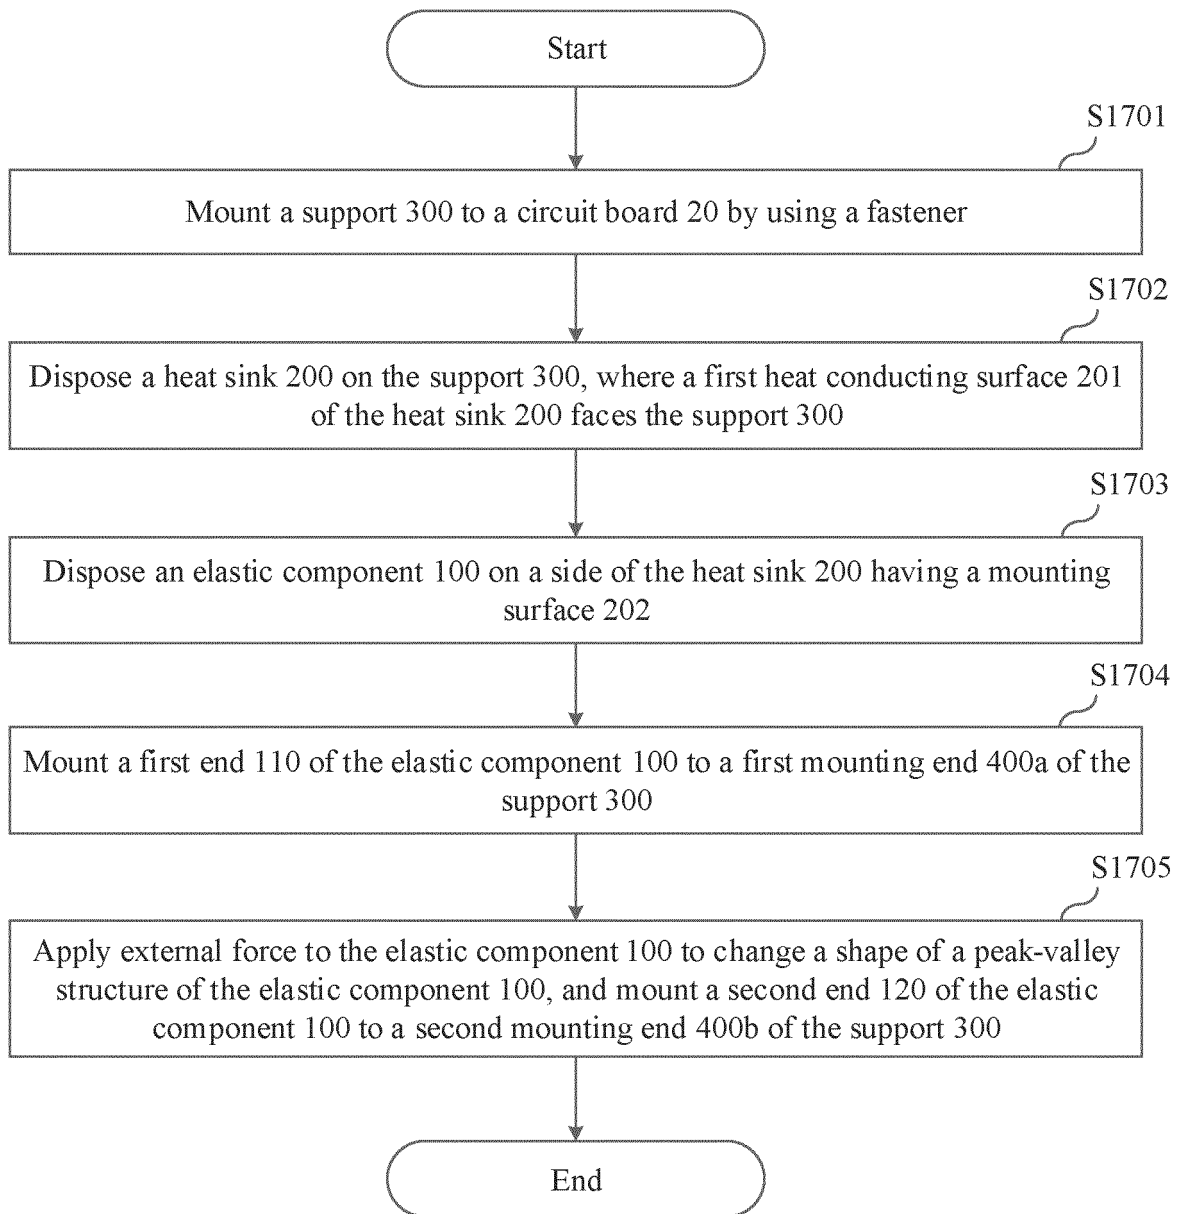 Start
S1701
Mount a support 300 to a circuit board 20 by using a fastener
S1702
Dispose a heat sink 200 on the support 300, where a first heat conducting surface 201
of the heat sink 200 faces the support 300
S1703
Dispose an elastic component 100 on a side of the heat sink 200 having a mounting
surface 202
S1704
Mount a first end 110 of the elastic component 100 to a first mounting end 400a of the
support 300
S1705
Apply external force to the elastic component 100 to change a shape of a peak-valley
structure of the elastic component 100, and mount a second end 120 of the elastic
component 100 to a second mounting end 400b of the support 300
End